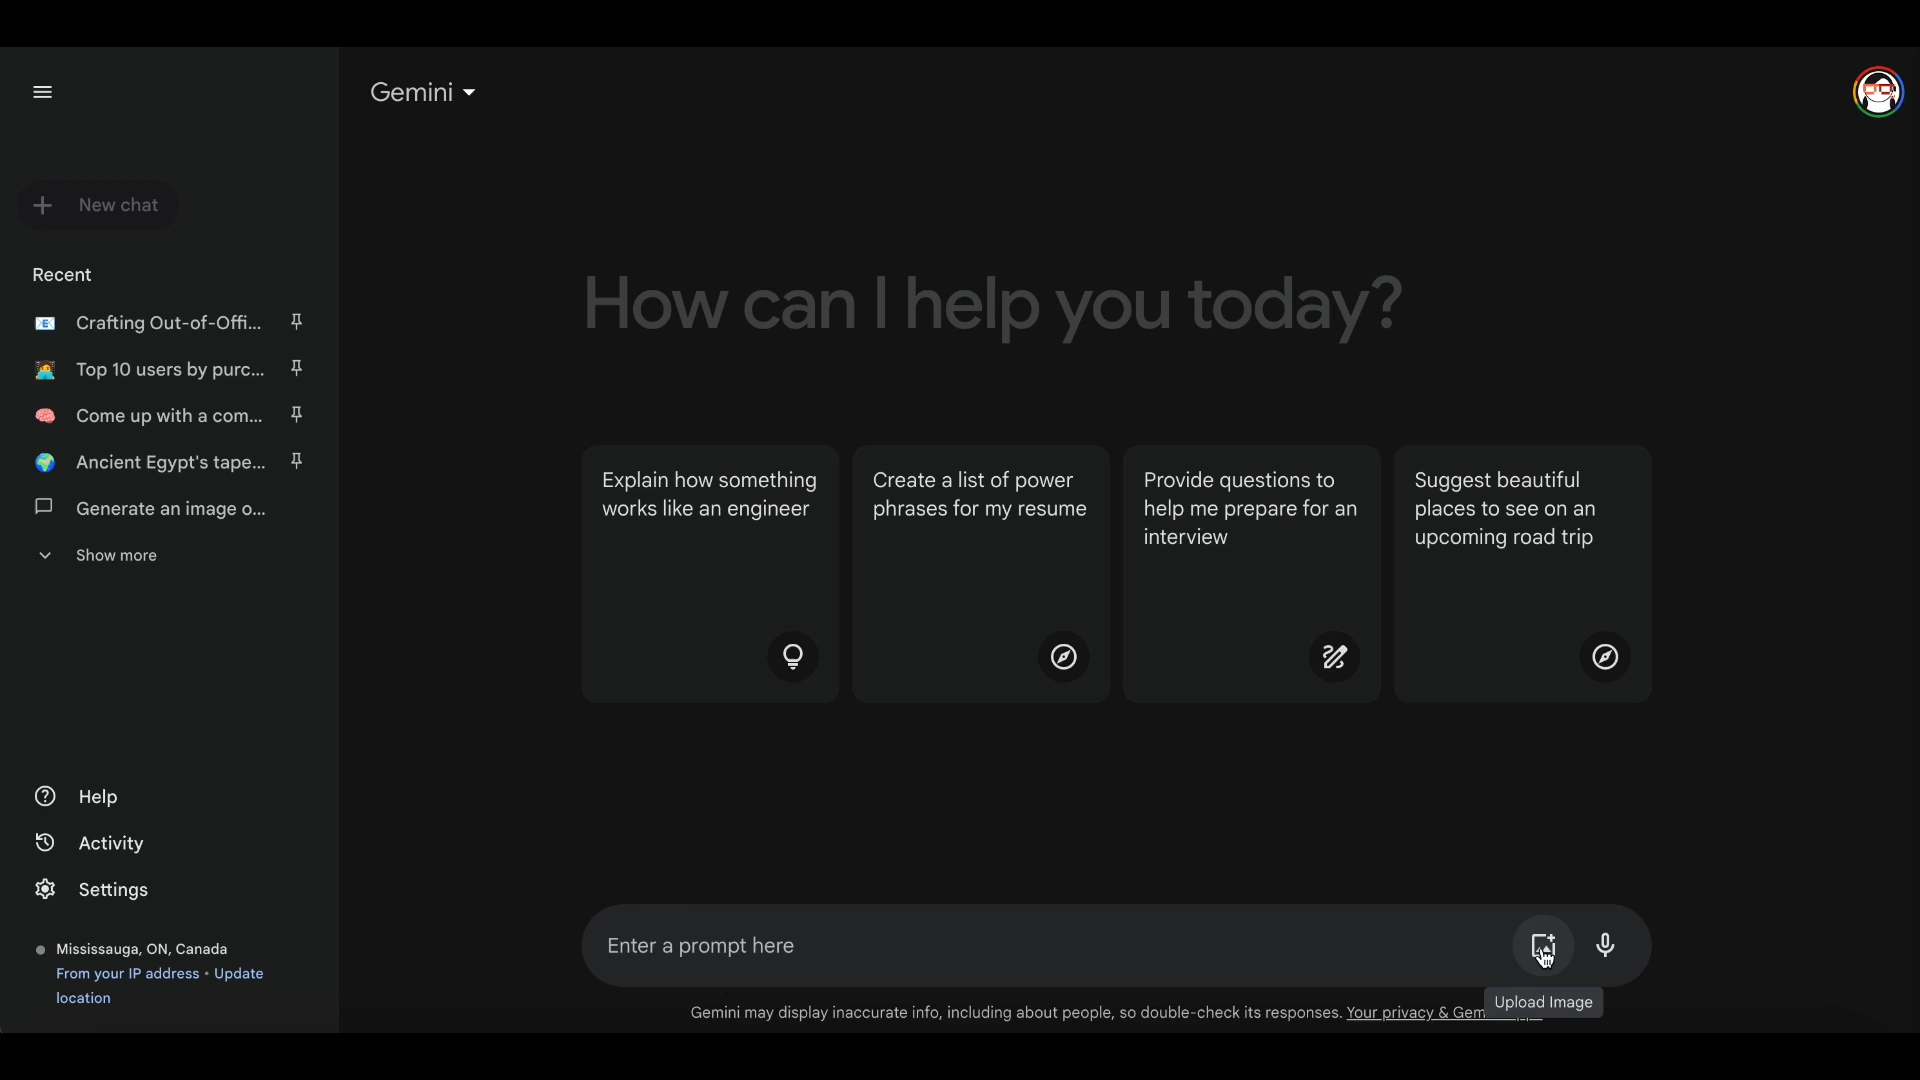 Gemini
New chat
Recent
Crafting Out-of-Offi...
Top 10 users by purc...
Come up with a com...
Ancient Egypt's tape...
Generate an image o...
Show more
How can I help you today?
Explain how something
works like an engineer
Create a list of power
phrases for my resume
Provide questions to
help me prepare for an
interview
Suggest beautiful
places to see on an
upcoming road trip
Help
Activity
Settings
Mississauga, ON, Canada
From your IP address • Update
location
Enter a prompt here
Upload Image
Gemini may display inaccurate info, including about people, so double-check its responses. Your privacy & Gem